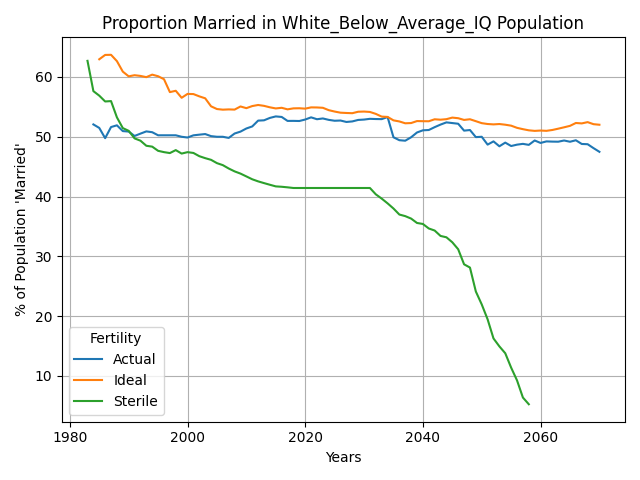 Proportion Married in White_Below_Average_IQ Population
% of Population 'Married'
60
50
40
30
20
10
Fertility
Actual
Ideal
Sterile
1980
2000
2020
2040
2060
Years